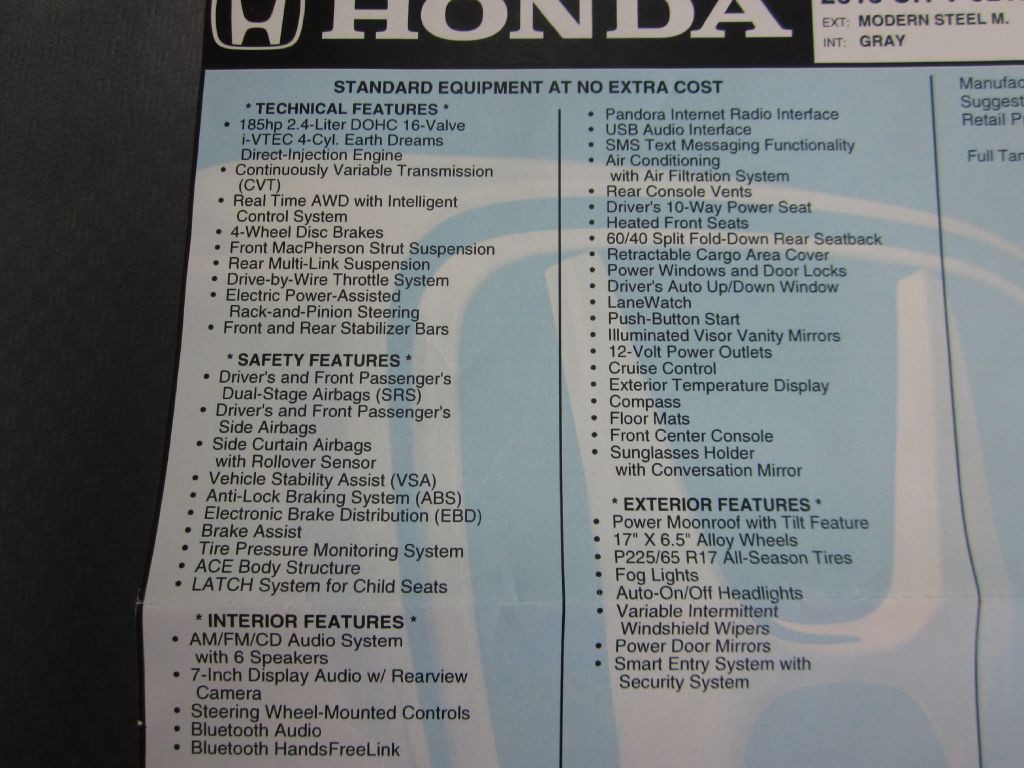 HONDA
EXT: MODERN STEEL M.
INT: GRAY
STANDARD EQUIPMENT AT NO EXTRA COST
* TECHNICAL FEATURES *
• 185hp 2.4-Liter DOHC 16-Valve
i-VTEC 4-Cyl. Earth Dreams
Direct-Injection Engine
• Continuously Variable Transmission
(CVT)
• Real Time AWD with Intelligent
Control System
• 4-Wheel Disc Brakes
• Front MacPherson Strut Suspension
• Rear Multi-Link Suspension
• Drive-by-Wire Throttle System
• Electric Power-Assisted
Rack-and-Pinion Steering
• Front and Rear Stabilizer Bars
* SAFETY FEATURES *
• Driver's and Front Passenger's
Dual-Stage Airbags (SRS)
• Driver's and Front Passenger's
Side Airbags
• Side Curtain Airbags
with Rollover Sensor
• Vehicle Stability Assist (VSA)
• Anti-Lock Braking System (ABS)
• Electronic Brake Distribution (EBD)
• Brake Assist
• Tire Pressure Monitoring System
• ACE Body Structure
• LATCH System for Child Seats
* INTERIOR FEATURES *
• AM/FM/CD Audio System
with 6 Speakers
• 7-Inch Display Audio w/ Rearview
Camera
• Steering Wheel-Mounted Controls
• Bluetooth Audio
• Bluetooth HandsFreeLink
• Pandora Internet Radio Interface
• USB Audio Interface
• SMS Text Messaging Functionality
• Air Conditioning
with Air Filtration System
• Rear Console Vents
• Driver's 10-Way Power Seat
• Heated Front Seats
• 60/40 Split Fold-Down Rear Seatback
• Retractable Cargo Area Cover
• Power Windows and Door Locks
• Driver's Auto Up/Down Window
• LaneWatch
• Push-Button Start
• Illuminated Visor Vanity Mirrors
• 12-Volt Power Outlets
• Cruise Control
• Exterior Temperature Display
• Compass
• Floor Mats
• Front Center Console
• Sunglasses Holder
with Conversation Mirror
* EXTERIOR FEATURES *
• Power Moonroof with Tilt Feature
• 17" X 6.5" Alloy Wheels
• P225/65 R17 All-Season Tires
• Fog Lights
• Auto-On/Off Headlights
• Variable Intermittent
Windshield Wipers
• Power Door Mirrors
• Smart Entry System with
Security System
Manufac
Suggest
Retail P
Full Tan